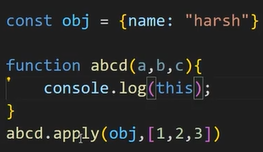 const obj = {name: "harsh"}
function abcd(a,b,c){
console.log(this);
}
abcd.apply(obj,[1,2,3])